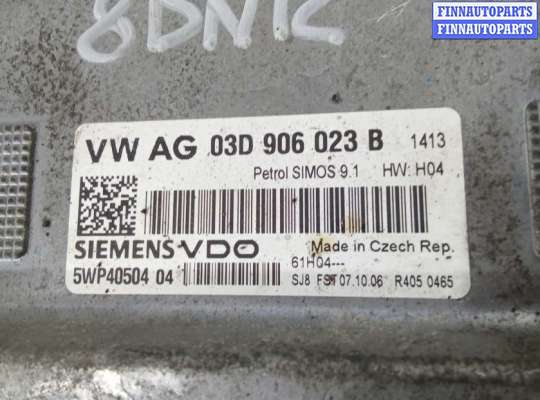 FINNAUTOPARTS
FINNAUTOPARTS
8DN12
VW AG 03D 906 023 B 1413
Petrol SIMOS 9.1 HW: H04
SIEMENS VDO Made in Czech Rep.
61H04---
5WP40504 04 SJ8 FST 07.10.06 R405 0465